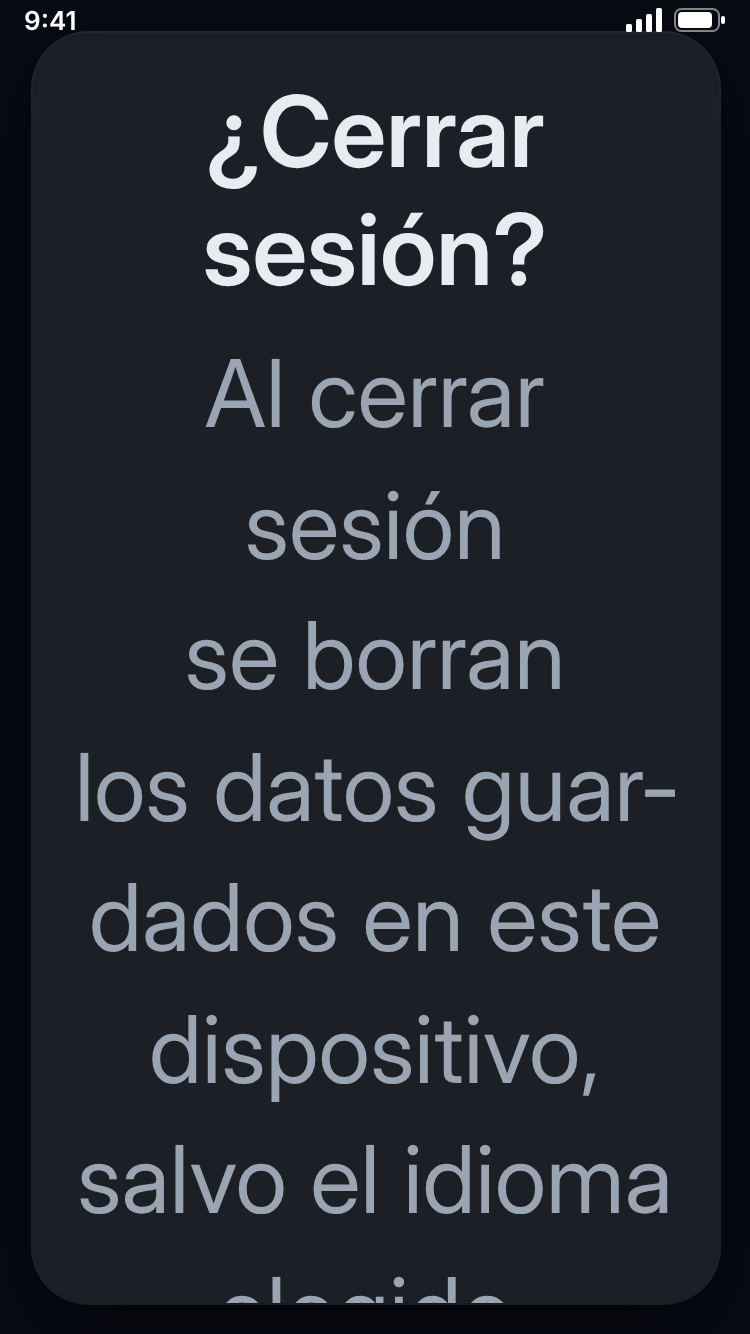 9:41
¿Cerrar
sesión?
Al cerrar
sesión
se borran
los datos guar-
dados en este
dispositivo,
salvo el idioma